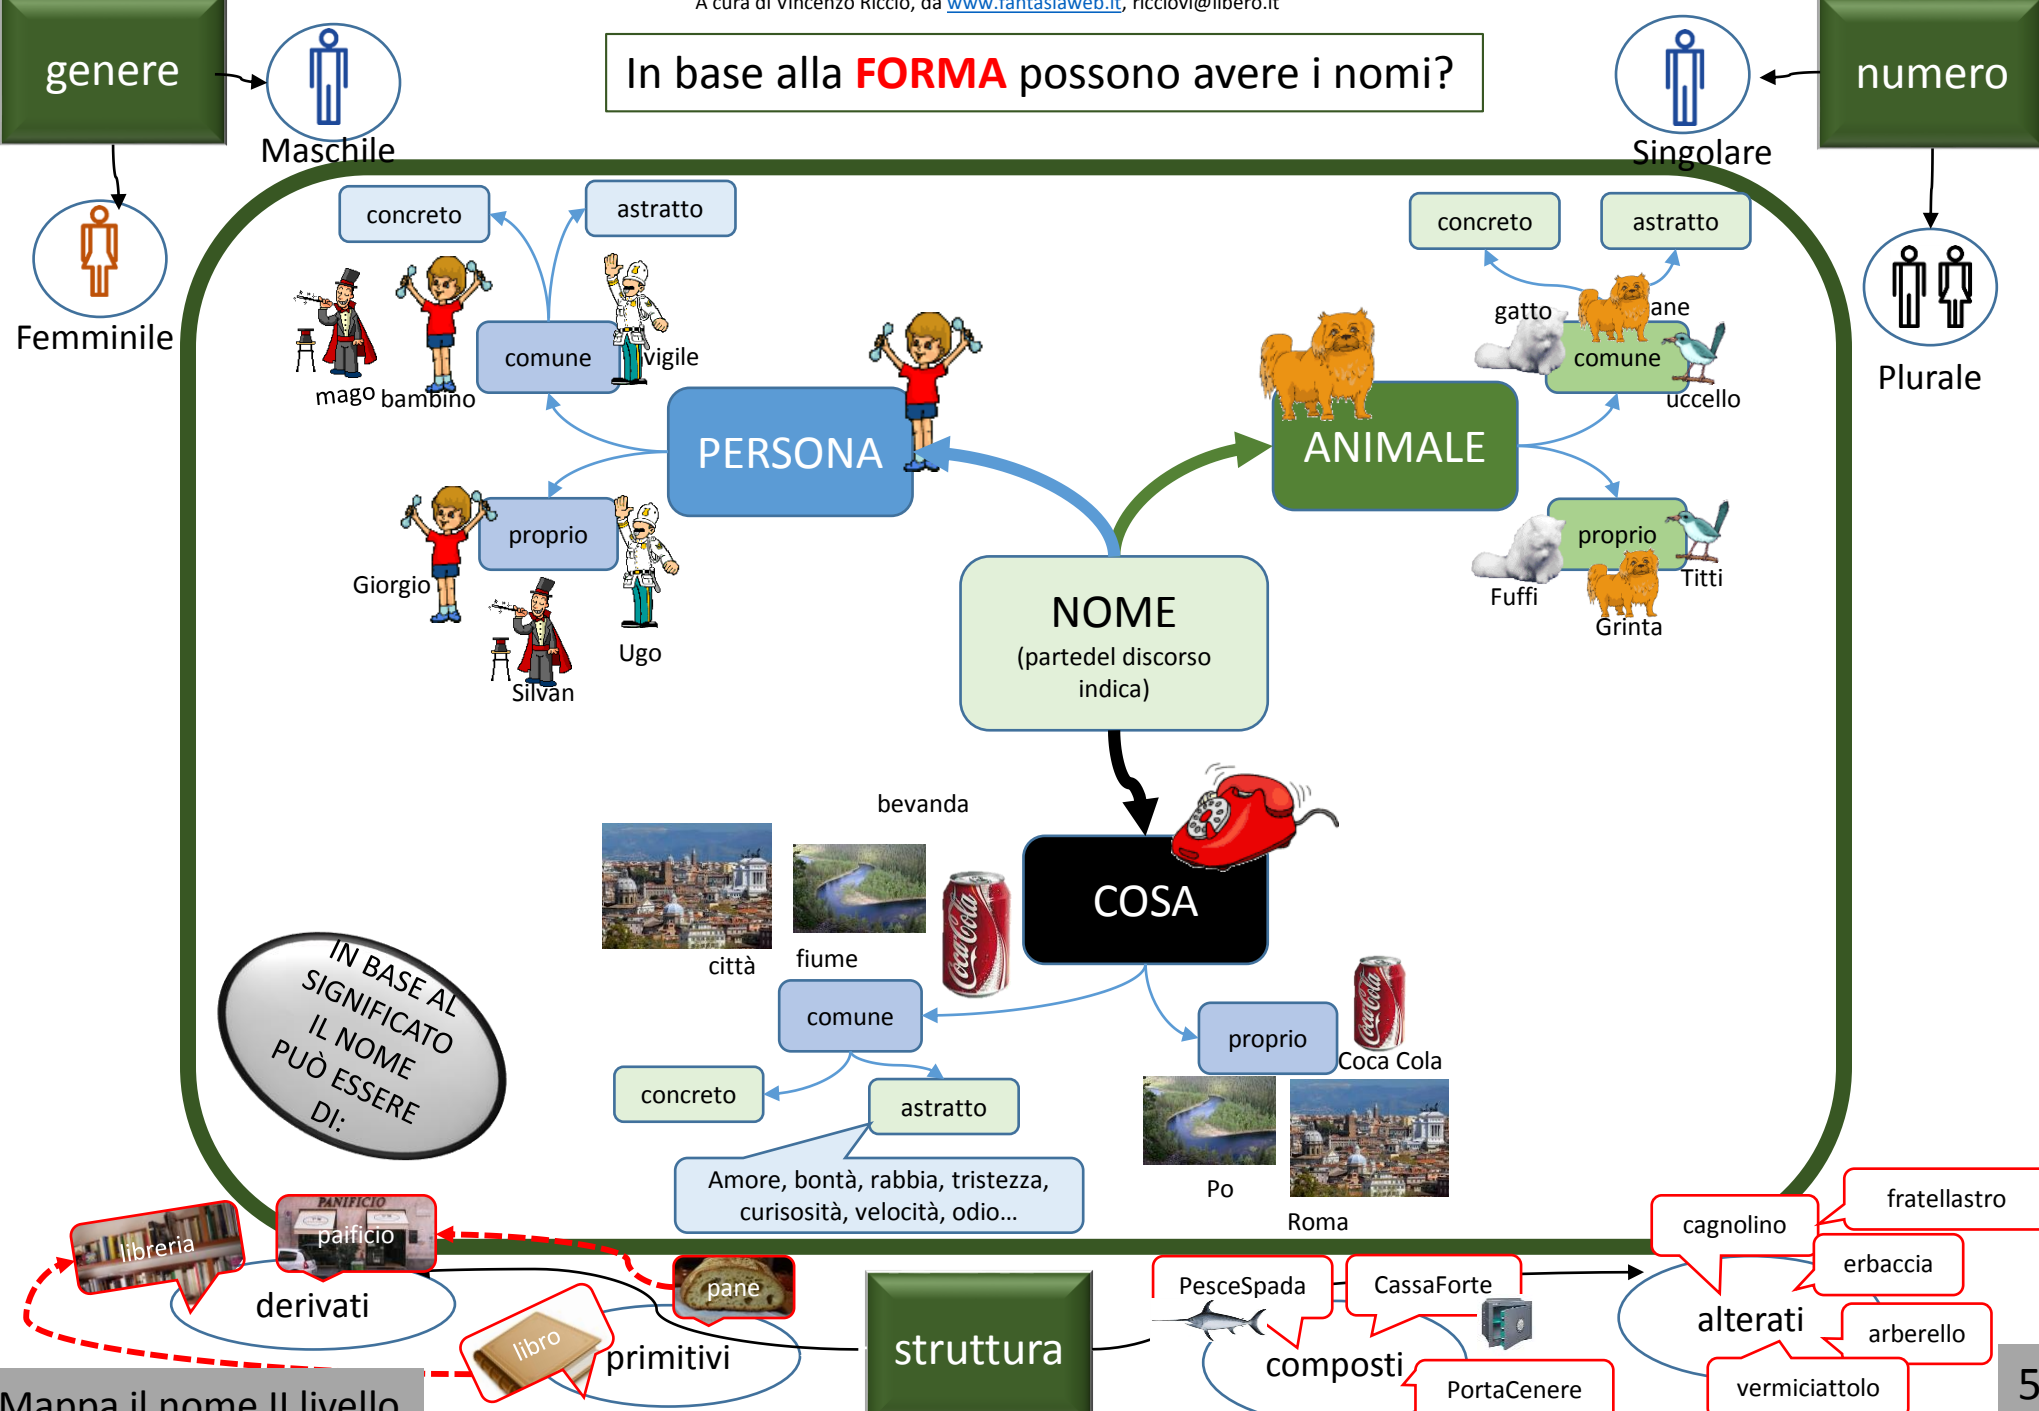 A cura di Vincenzo Riccio, da www.fantasiaweb.it, ricciovi@libero.it
genere
In base alla FORMA possono avere i nomi?
numero
Maschile
Singolare
Femminile
Plurale
concreto
astratto
concreto
astratto
mago
bambino
comune
vigile
gatto
ane
comune
uccello
PERSONA
ANIMALE
Giorgio
proprio
Ugo
Silvan
proprio
Fuffi
Titti
Grinta
NOME
(partedel discorso
indica)
bevanda
COSA
città
fiume
Coca Cola
comune
proprio
Coca Cola
Coca Cola
concreto
astratto
Amore, bontà, rabbia, tristezza,
curisosità, velocità, odio...
Po
Roma
IN BASE AL
SIGNIFICATO
IL NOME
PUÒ ESSERE
DI:
libreria
PANIFICIO
paificio
derivati
libro
pane
primitivi
struttura
PesceSpada
CassaForte
composti
PortaCenere
cagnolino
fratellastro
erbaccia
alterati
arberello
vermiciattolo
Mappa il nome II livello
5